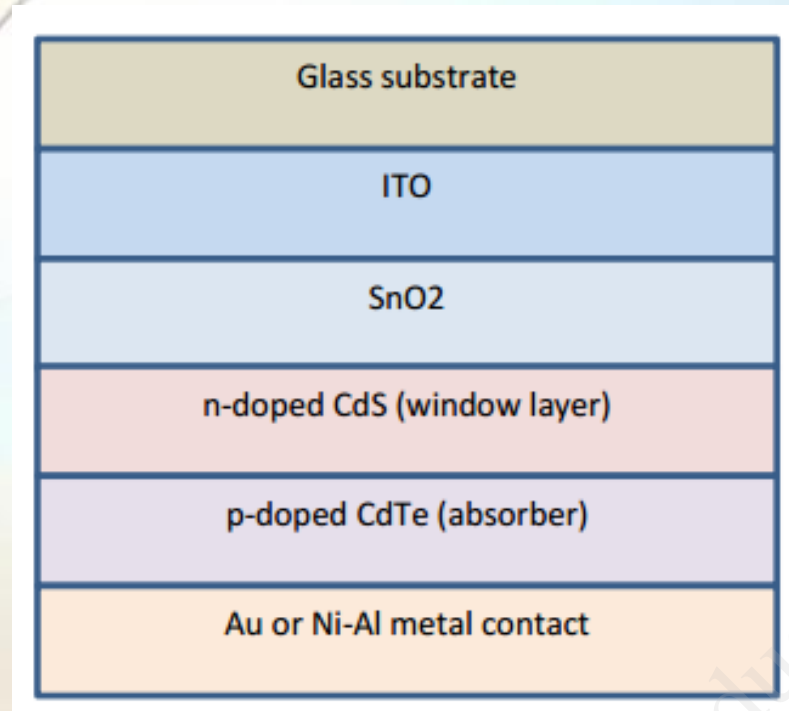 Glass substrate
ITO
SnO2
n-doped CdS (window layer)
p-doped CdTe (absorber)
Au or Ni-Al metal contact